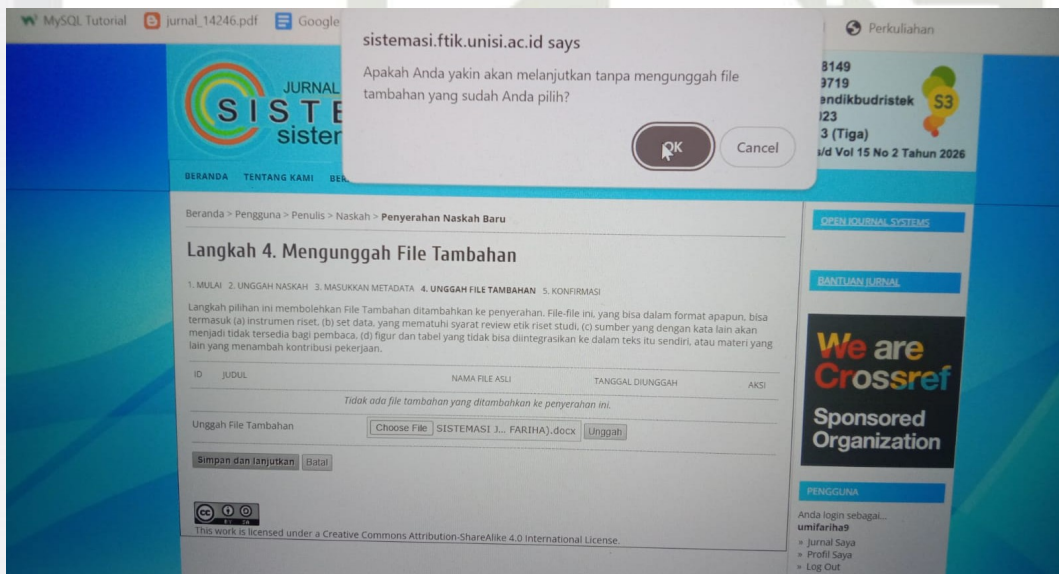 MySQL Tutorial
jurnal_14246.pdf
Google
Perkuliahan
sistemasi.ftik.unisi.ac.id says
Apakah Anda yakin akan melanjutkan tanpa mengunggah file
tambahan yang sudah Anda pilih?
OK
Cancel
JURNAL
SISTE
sister
8149
9719
endikbudristek
023
3 (Tiga)
s/d Vol 15 No 2 Tahun 2026
S3
BERANDA TENTANG KAMI
Beranda > Pengguna > Penulis > Naskah > Penyerahan Naskah Baru
Langkah 4. Mengunggah File Tambahan
1. MULAI 2. UNGGAH NASKAH 3. MASUKKAN METADATA 4. UNGGAH FILE TAMBAHAN 5. KONFIRMASI
Langkah pilihan ini membolehkan File Tambahan ditambahkan ke penyerahan. File-file ini, yang bisa dalam format apapun, bisa
termasuk (a) instrumen riset, (b) set data, yang mematuhi syarat review etik riset studi, (c) sumber yang dengan kata lain akan
menjadi tidak tersedia bagi pembaca, (d) figur dan tabel yang tidak bisa diintegrasikan ke dalam teks itu sendiri, atau materi yang
lain yang menambah kontribusi pekerjaan.
ID JUDUL NAMA FILE ASLI TANGGAL DIUNGGAH AKSI
Tidak ada file tambahan yang ditambahkan ke penyerahan ini.
Unggah File Tambahan Choose File SISTEMASI J... FARIHA).docx Unggah
Simpan dan lanjutkan Batal
cc
BY SA
This work is licensed under a Creative Commons Attribution-ShareAlike 4.0 International License.
OPEN JOURNAL SYSTEMS
BANTUAN JURNAL
We are
Crossref
Sponsored
Organization
PENGGUNA
Anda login sebagai...
umifariha9
» Jurnal Saya
» Profil Saya
» Log Out